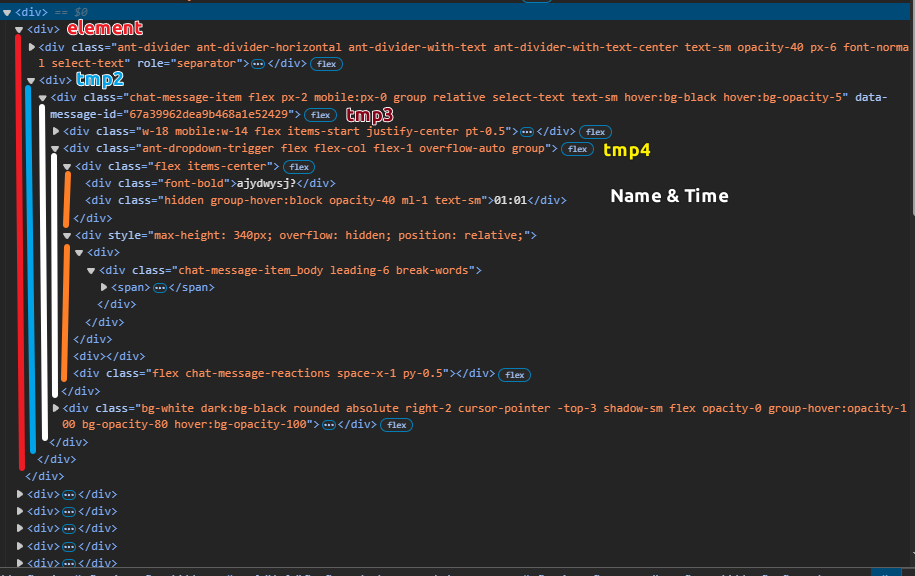 <div> == $0
<div> element
<div class="ant-divider ant-divider-horizontal ant-divider-with-text ant-divider-with-text-center text-sm opacity-40 px-6 font-norma
l select-text" role="separator"> ⋯ </div> flex
<div> tmp2
<div class="chat-message-item flex px-2 mobile:px-0 group relative select-text text-sm hover:bg-black hover:bg-opacity-5" data-
message-id="67a39962dea9b468a1e52429"> flex tmp3
<div class="w-18 mobile:w-14 flex items-start justify-center pt-0.5"> ⋯ </div> flex
<div class="ant-dropdown-trigger flex flex-col flex-1 overflow-auto group"> flex tmp4
<div class="flex items-center"> flex
<div class="font-bold">ajydwysj?</div>
<div class="hidden group-hover:block opacity-40 ml-1 text-sm">01:01</div> Name & Time
</div>
<div style="max-height: 340px; overflow: hidden; position: relative;">
<div>
<div class="chat-message-item_body leading-6 break-words">
<span> ⋯ </span>
</div>
</div>
</div>
<div></div>
<div class="flex chat-message-reactions space-x-1 py-0.5"></div> flex
</div>
<div class="bg-white dark:bg-black rounded absolute right-2 cursor-pointer -top-3 shadow-sm flex opacity-0 group-hover:opacity-1
00 bg-opacity-80 hover:bg-opacity-100"> ⋯ </div> flex
</div>
</div>
</div>
<div> ⋯ </div>
<div> ⋯ </div>
<div> ⋯ </div>
<div> ⋯ </div>
<div> ⋯ </div>